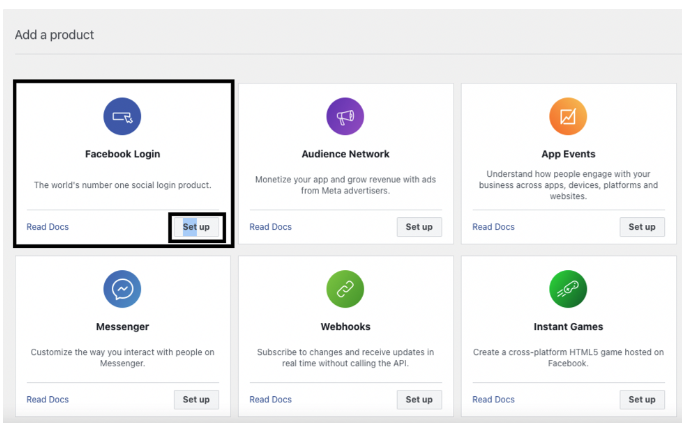 Add a product
Facebook Login
The world's number one social login product.
Read Docs
Set up
Audience Network
Monetize your app and grow revenue with ads
from Meta advertisers.
Read Docs
Set up
App Events
Understand how people engage with your
business across apps, devices, platforms and
websites.
Read Docs
Set up
Messenger
Customize the way you interact with people on
Messenger.
Read Docs
Set up
Webhooks
Subscribe to changes and receive updates in
real time without calling the API.
Read Docs
Set up
Instant Games
Create a cross-platform HTML5 game hosted on
Facebook.
Read Docs
Set up